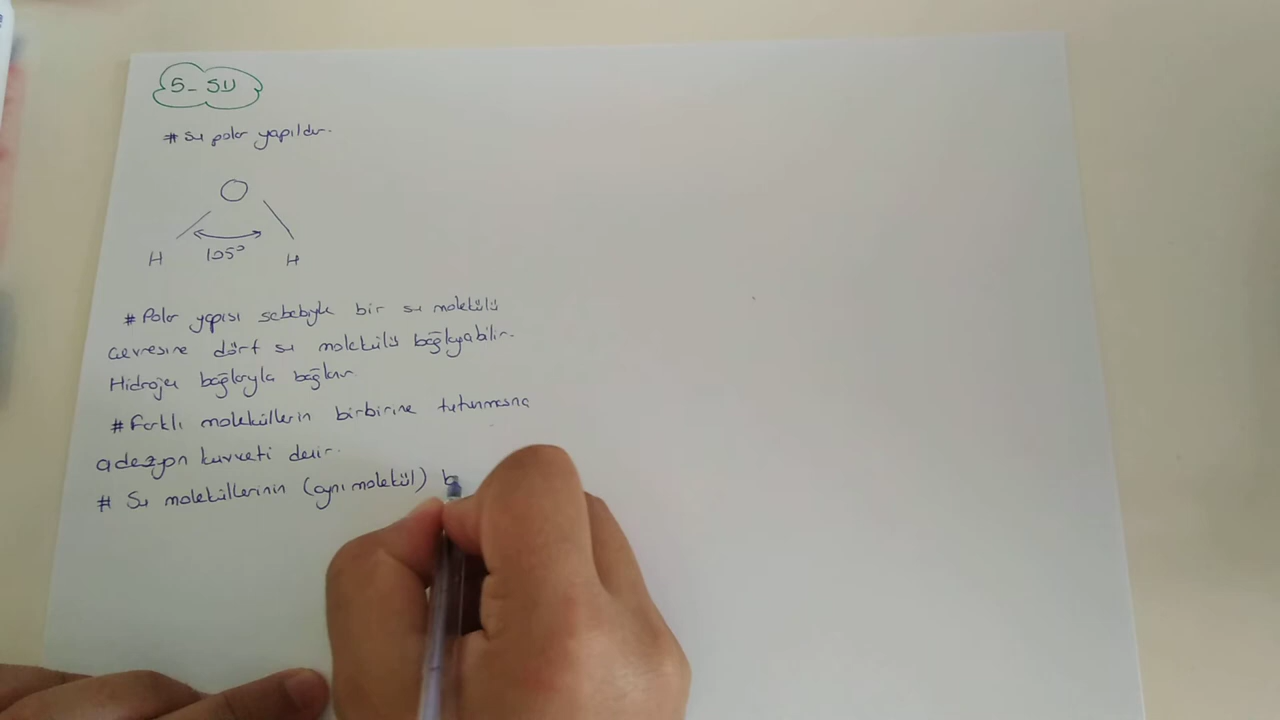 5- SU
# Su polar yapılıdır.
O
105°
H H
# Polar yapısı sebebiyle bir su molekülü
çevresine dört su molekülü bağlayabilir.
Hidrojen bağlarıyla bağlanır.
# Farklı moleküllerin birbirine tutunmasına
adezyon kuvveti denir.
# Su moleküllerinin (aynı molekül) b